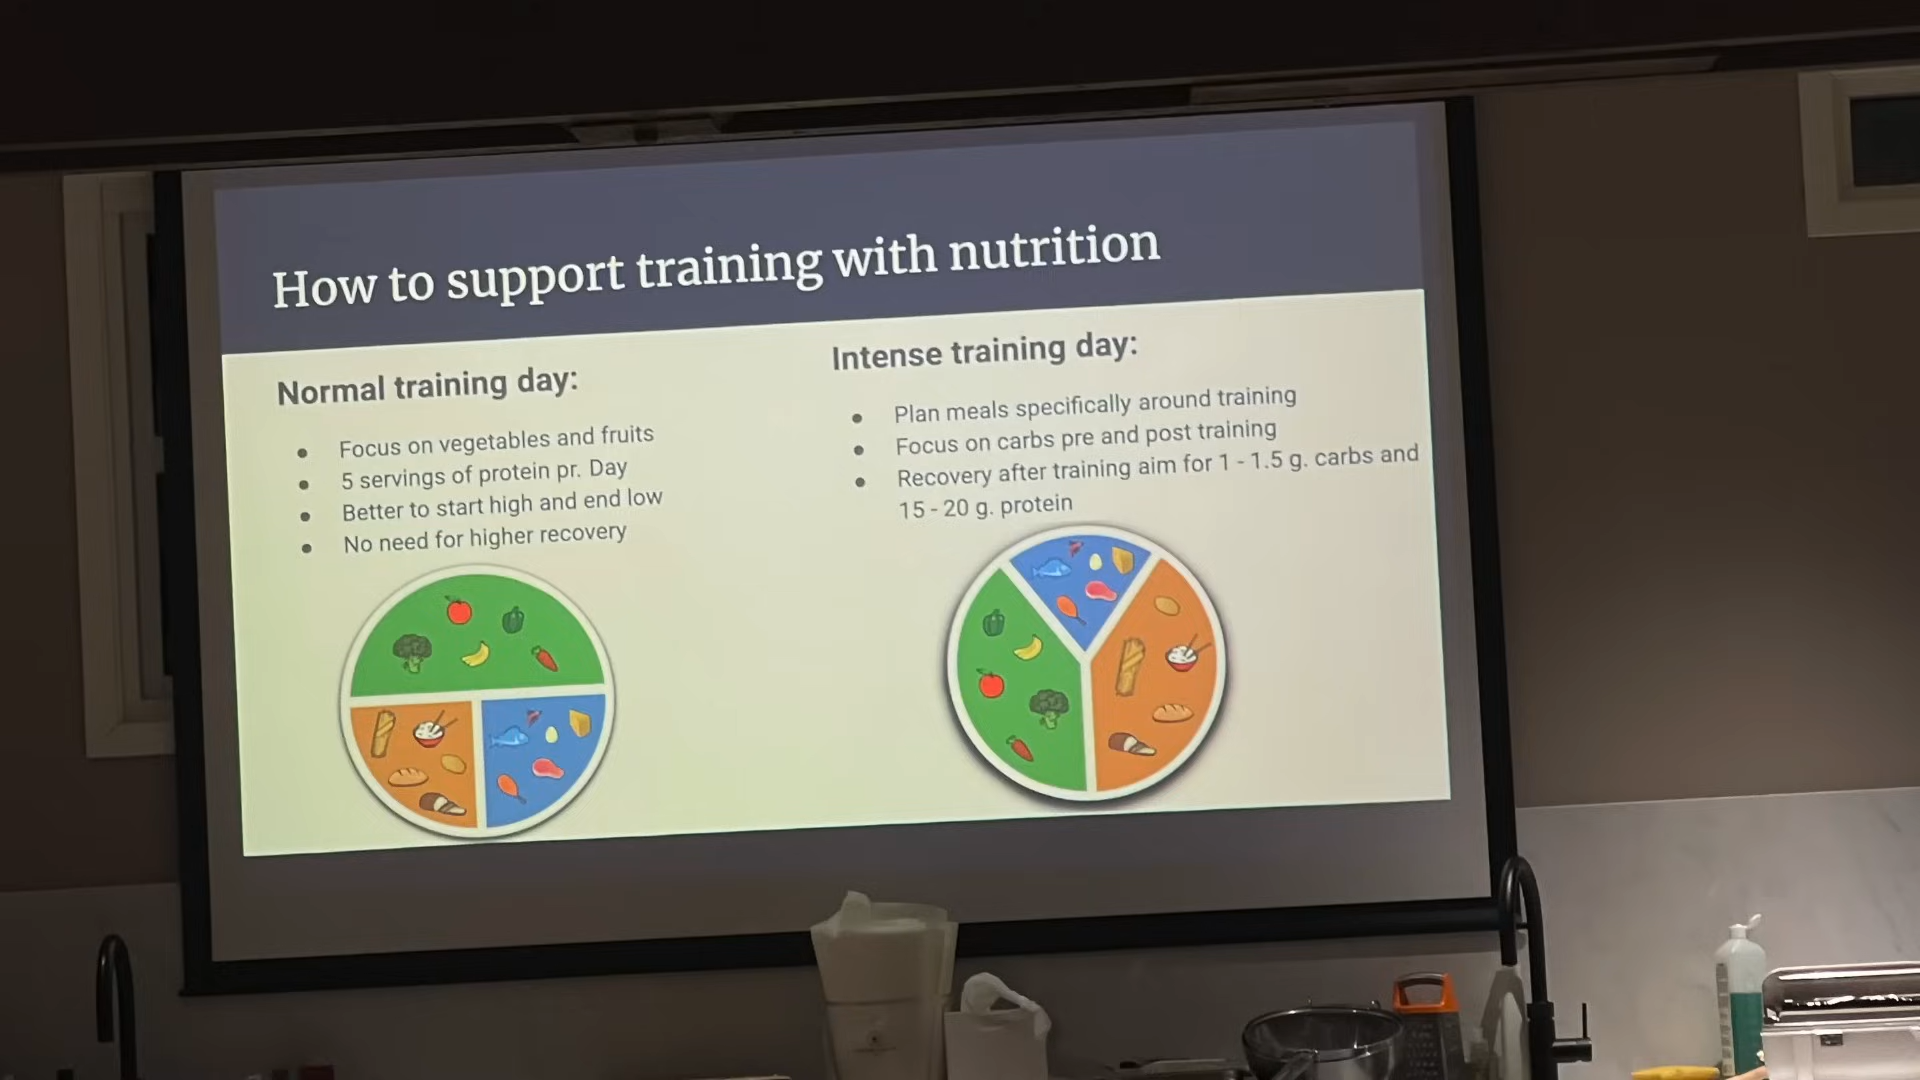 How to support training with nutrition
Normal training day:
Focus on vegetables and fruits
5 servings of protein pr. Day
Better to start high and end low
No need for higher recovery
Intense training day:
Plan meals specifically around training
Focus on carbs pre and post training
Recovery after training aim for 1 - 1.5 g. carbs and
15 - 20 g. protein